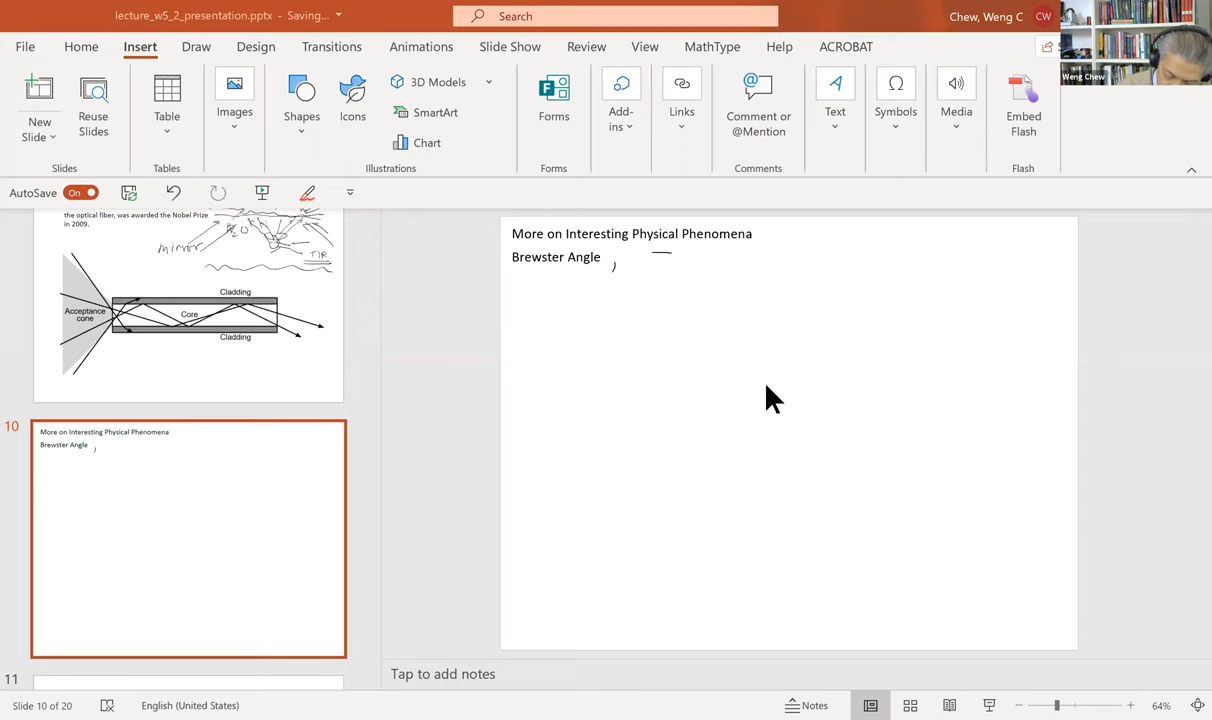 lecture_w5_2_presentation.pptx - Saving...
Search
Chew, Weng C
CW
Weng Chew
File
Home
Insert
Draw
Design
Transitions
Animations
Slide Show
Review
View
MathType
Help
ACROBAT
New
Slide
Reuse
Slides
Table
Images
Shapes
Icons
3D Models
SmartArt
Chart
Forms
Add-
ins
Links
Comment or
@Mention
Text
Symbols
Media
Embed
Flash
Slides
Tables
Illustrations
Forms
Comments
Flash
AutoSave
On
the optical fiber, was awarded the Nobel Prize
in 2009.
mirror
H2O
TIR
Cladding
Acceptance
cone
Core
Cladding
10
More on Interesting Physical Phenomena
Brewster Angle
11
More on Interesting Physical Phenomena
Brewster Angle
Tap to add notes
Slide 10 of 20
English (United States)
Notes
64%